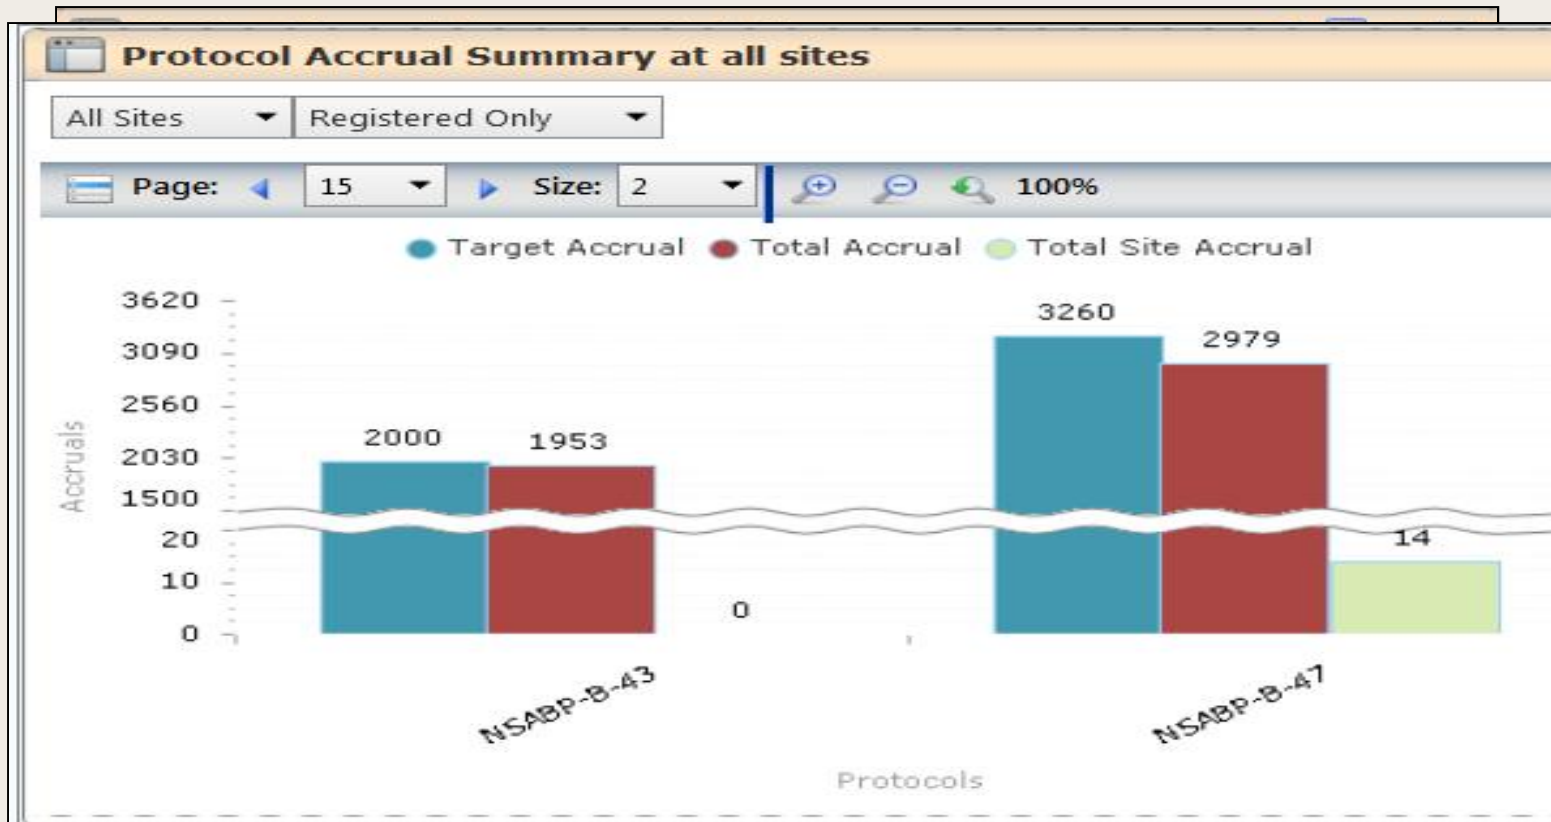 Protocol Accrual Summary at all sites
All Sites Registered Only
Page: 15 Size: 2 100%
Target Accrual Total Accrual Total Site Accrual
3620
3260
3090
2979
2560
2000 1953
2030
1500
20
14
10
0
0
Accruals
NSABP-B-43 NSABP-B-47
Protocols